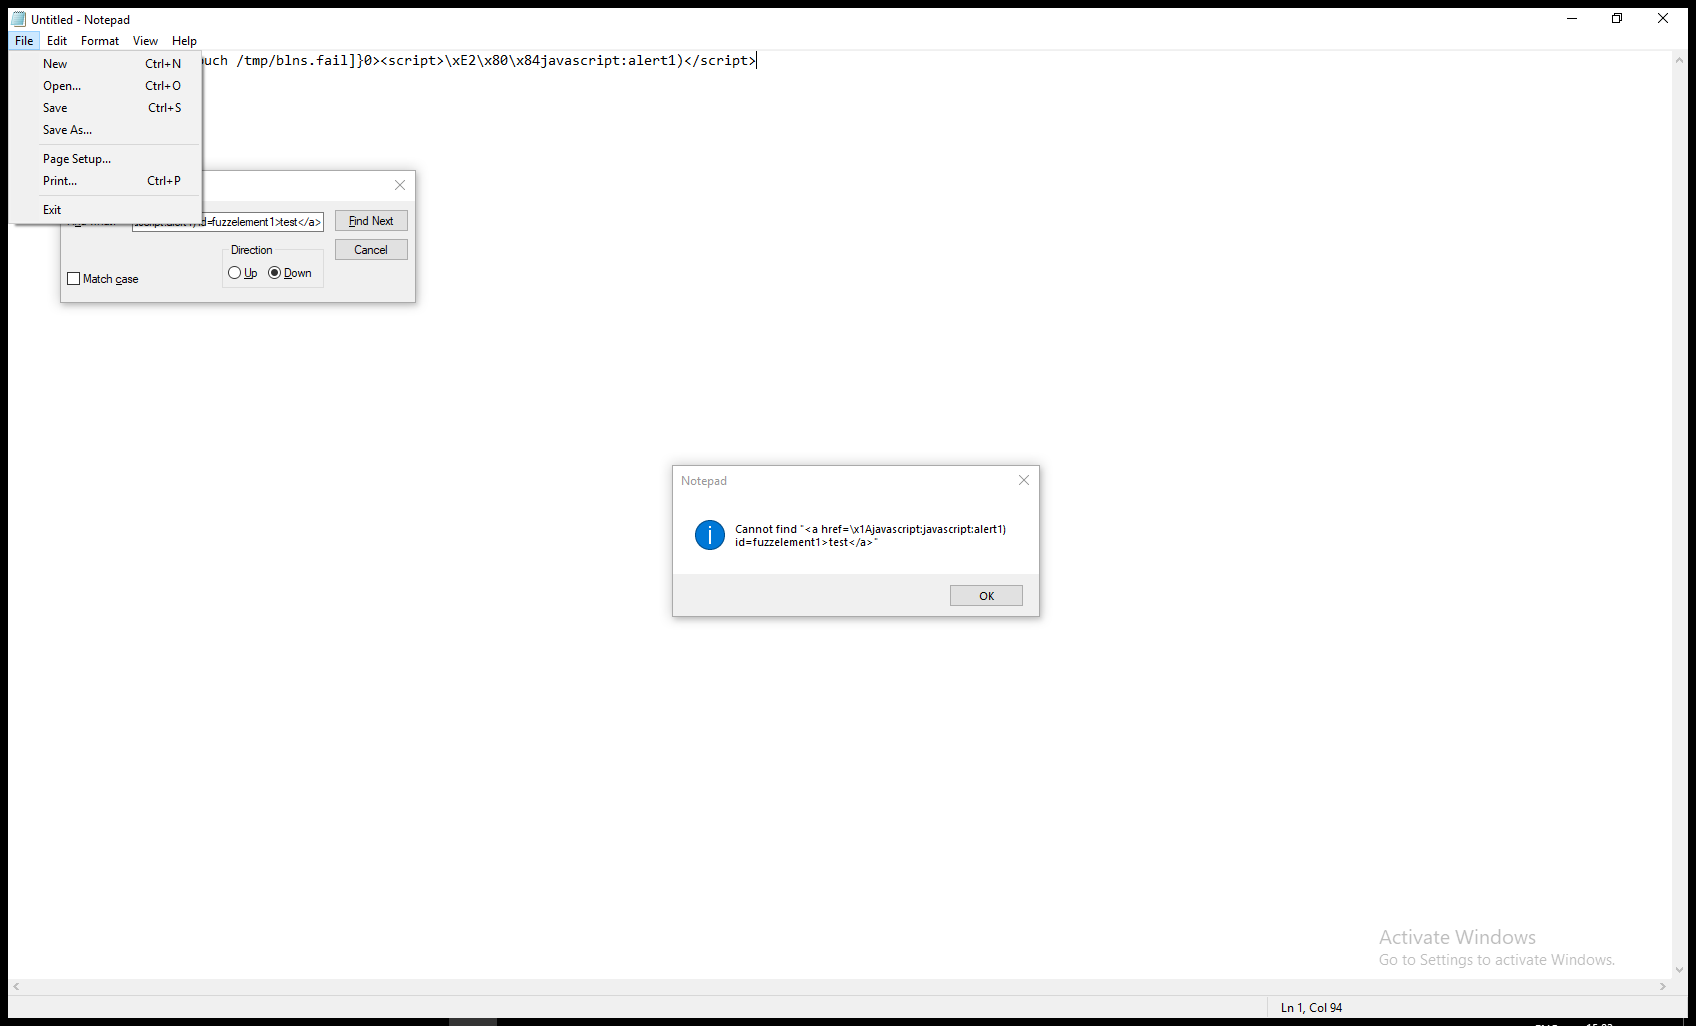 Untitled - Notepad
File Edit Format View Help
/tmp/blns.fail]}0><script>\xE2\x80\x84javascript:alert1)</script>
New Ctrl+N
Open... Ctrl+O
Save Ctrl+S
Save As...
Page Setup...
Print... Ctrl+P
Exit
id=fuzzelement1>test</a>
Find Next
Direction
Cancel
Up Down
Match case
Notepad
Cannot find "<a href=\x1Ajavascript:javascript:alert1)
id=fuzzelement1>test</a>"
OK
Activate Windows
Go to Settings to activate Windows.
Ln 1, Col 94